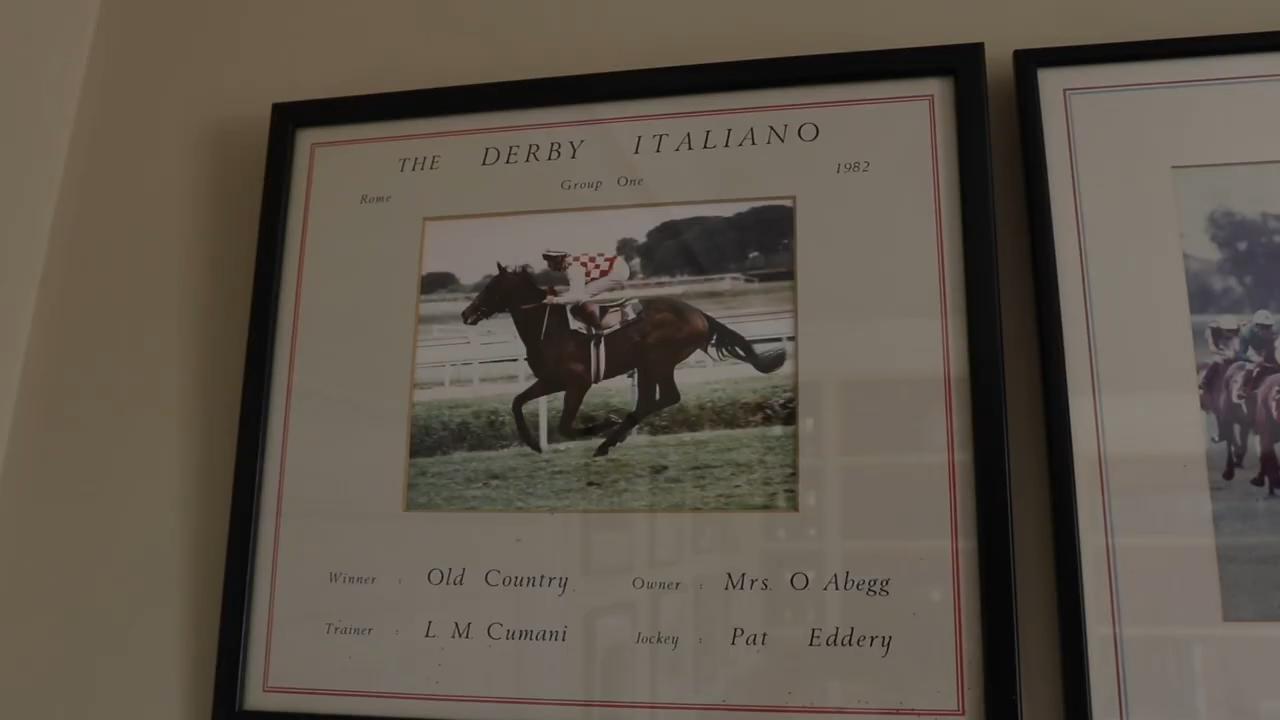 THE DERBY ITALIANO
Rome Group One 1982
Winner : Old Country Owner : Mrs. O. Abegg
Trainer : L. M. Cumani Jockey : Pat Eddery